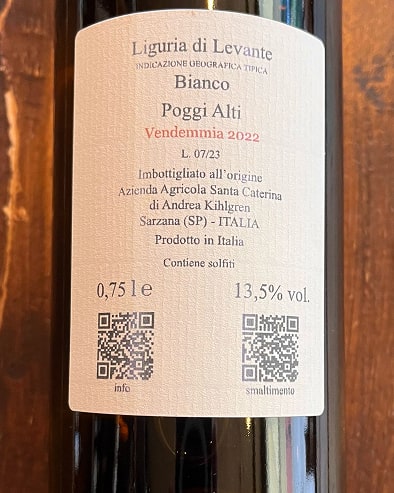 Liguria di Levante
INDICAZIONE GEOGRAFICA TIPICA
Bianco
Poggi Alti
Vendemmia 2022
L. 07/23
Imbottigliato all'origine
Azienda Agricola Santa Caterina
di Andrea Kihlgren
Sarzana (SP) - ITALIA
Prodotto in Italia
Contiene solfiti
0,75 l e 13,5% vol.
info smaltimento